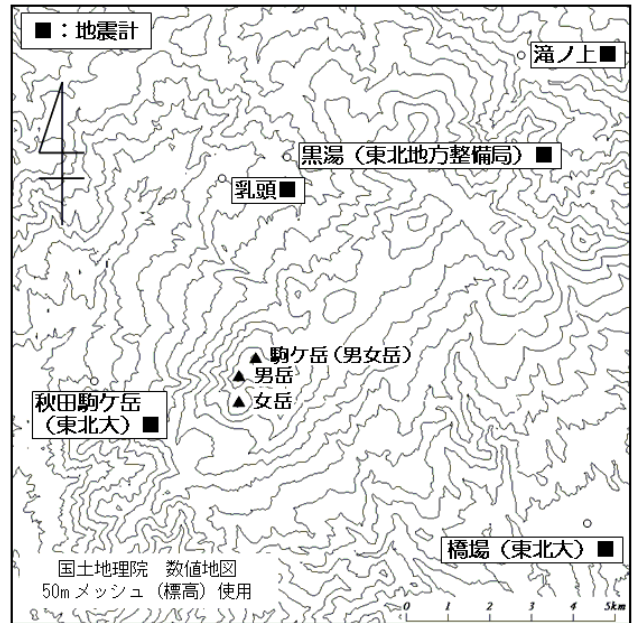 ■：地震計
滝ノ上■
黒湯（東北地方整備局）■
乳頭■
駒ケ岳（男女岳）
男岳
女岳
秋田駒ケ岳
（東北大）■
橋場（東北大）■
国土地理院　数値地図
50mメッシュ（標高）使用
0 1 2 3 4 5km